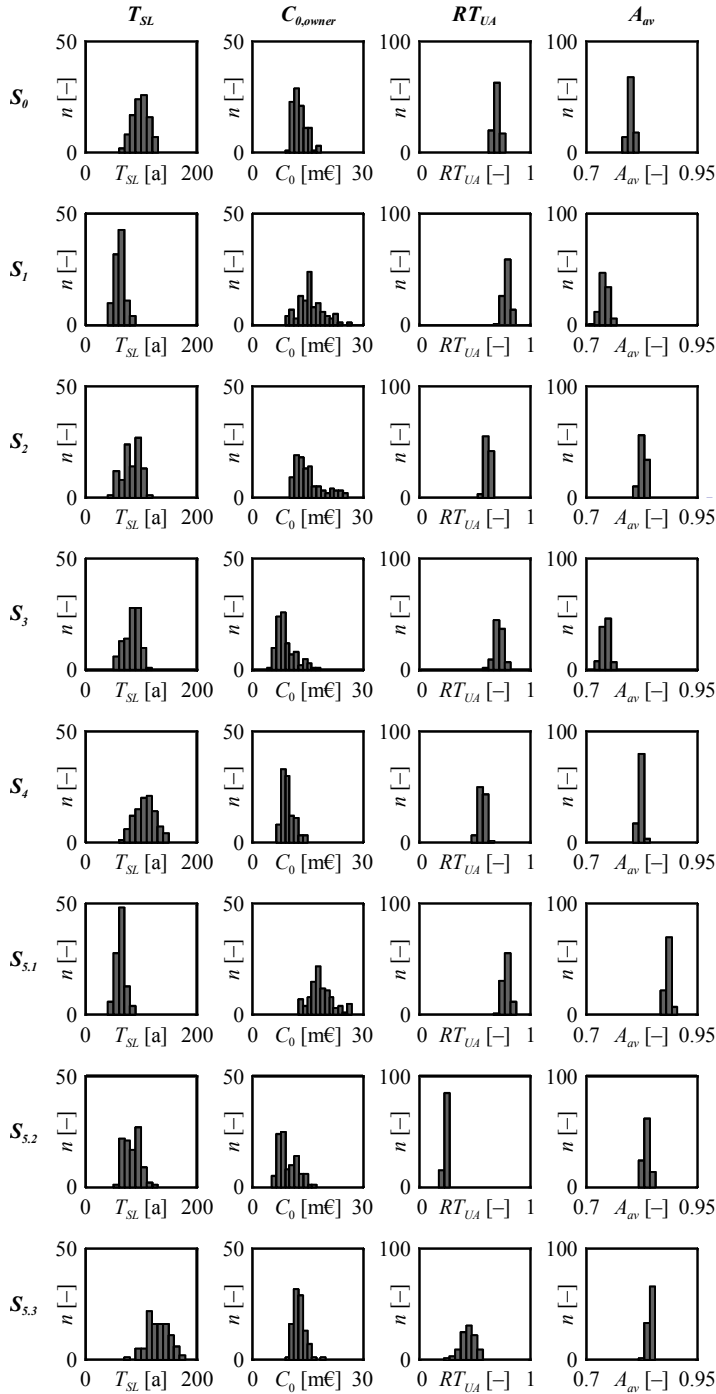 T_SL C_0,owner RT_UA A_av
50 50 50 50
S_0
n [–] n [–] n [–] n [–]
0 0 0 0
0 T_SL [a] 200 0 C_0 [m€] 30 0 RT_UA [–] 1 0.7 A_av [–] 0.95
50 50 100 100
S_1
n [–] n [–] n [–] n [–]
0 0 0 0
0 T_SL [a] 200 0 C_0 [m€] 30 0 RT_UA [–] 1 0.7 A_av [–] 0.95
50 50 100 100
S_2
n [–] n [–] n [–] n [–]
0 0 0 0
0 T_SL [a] 200 0 C_0 [m€] 30 0 RT_UA [–] 1 0.7 A_av [–] 0.95
50 50 100 100
S_3
n [–] n [–] n [–] n [–]
0 0 0 0
0 T_SL [a] 200 0 C_0 [m€] 30 0 RT_UA [–] 1 0.7 A_av [–] 0.95
50 50 100 100
S_4
n [–] n [–] n [–] n [–]
0 0 0 0
0 T_SL [a] 200 0 C_0 [m€] 30 0 RT_UA [–] 1 0.7 A_av [–] 0.95
50 50 100 100
S_5.1
n [–] n [–] n [–] n [–]
0 0 0 0
0 T_SL [a] 200 0 C_0 [m€] 30 0 RT_UA [–] 1 0.7 A_av [–] 0.95
50 50 100 100
S_5.2
n [–] n [–] n [–] n [–]
0 0 0 0
0 T_SL [a] 200 0 C_0 [m€] 30 0 RT_UA [–] 1 0.7 A_av [–] 0.95
50 50 100 100
S_5.3
n [–] n [–] n [–] n [–]
0 0 0 0
0 T_SL [a] 200 0 C_0 [m€] 30 0 RT_UA [–] 1 0.7 A_av [–] 0.95